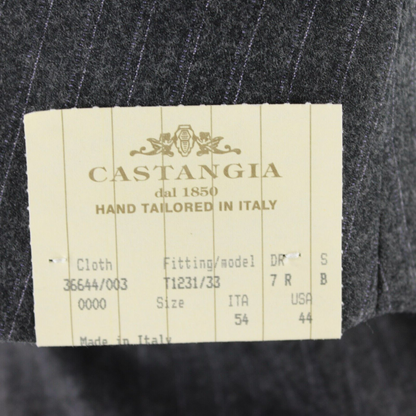 CASTANGIA
dal 1850
HAND TAILORED IN ITALY
Cloth Fitting/model DR S
36644/003 T1231/33 7 R B
0000 Size ITA USA
54 44
Made in Italy